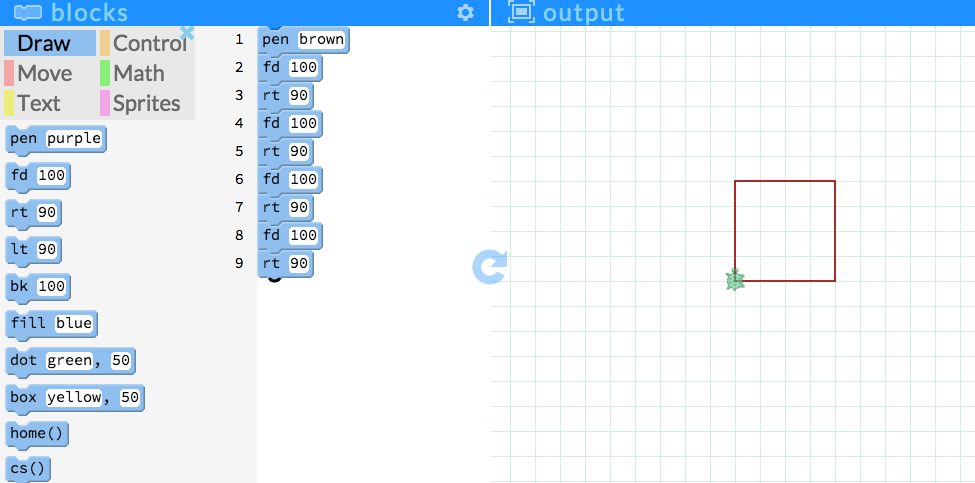 blocks
output
Draw Control
Move Math
Text Sprites
pen purple
fd 100
rt 90
lt 90
bk 100
fill blue
dot green, 50
box yellow, 50
home()
cs()
1 pen brown
2 fd 100
3 rt 90
4 fd 100
5 rt 90
6 fd 100
7 rt 90
8 fd 100
9 rt 90